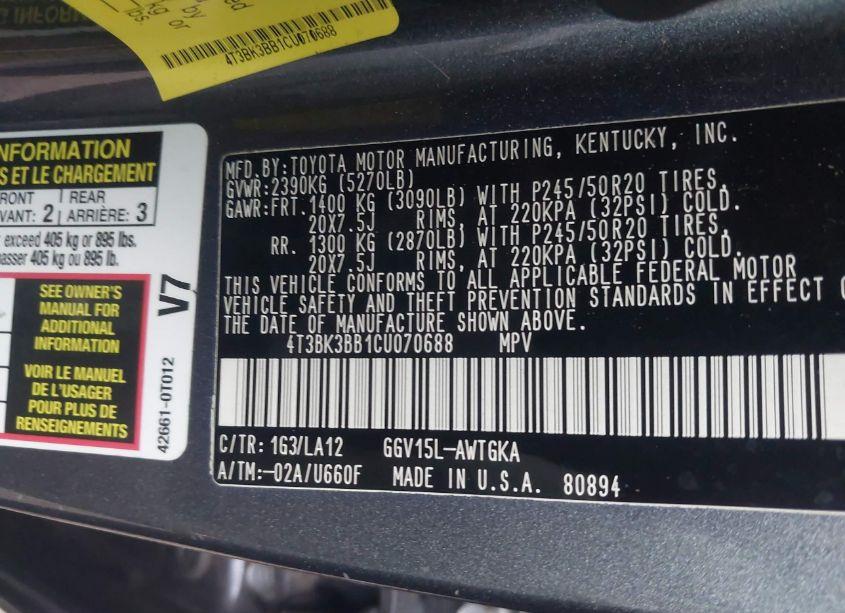 kg or
lbs.
by
4T3BK3BB1CU070688
INFORMATION
ET LE CHARGEMENT
REAR
2 ARRIÈRE: 3
exceed 405 kg or 895 lbs.
405 kg ou 895 lb.
SEE OWNER'S
MANUAL FOR
ADDITIONAL
INFORMATION
VOIR LE MANUEL
DE L'USAGER
POUR PLUS DE
RENSEIGNEMENTS
V7
42661-0T012
MFD.BY:TOYOTA MOTOR MANUFACTURING, KENTUCKY, INC.
GVWR:2390KG (5270LB)
GAWR:FRT.1400 KG (3090LB) WITH P245/50R20 TIRES,
20X7.5J RIMS, AT 220KPA (32PSI) COLD.
RR. 1300 KG (2870LB) WITH P245/50R20 TIRES,
20X7.5J RIMS, AT 220KPA (32PSI) COLD.
THIS VEHICLE CONFORMS TO ALL APPLICABLE FEDERAL MOTOR
VEHICLE SAFETY AND THEFT PREVENTION STANDARDS IN EFFECT
THE DATE OF MANUFACTURE SHOWN ABOVE.
4T3BK3BB1CU070688 MPV
C/TR: 1G3/LA12 GGV15L-AWTGKA
A/TM:-02A/U660F MADE IN U.S.A. 80894